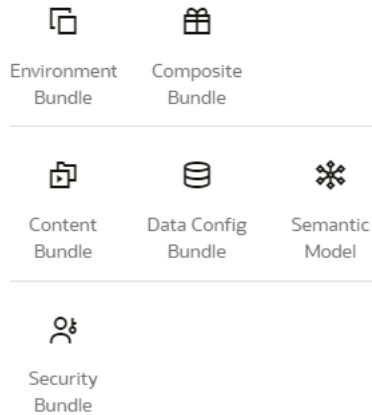 Environment Bundle
Composite Bundle
Content Bundle
Data Config Bundle
Semantic Model
Security Bundle